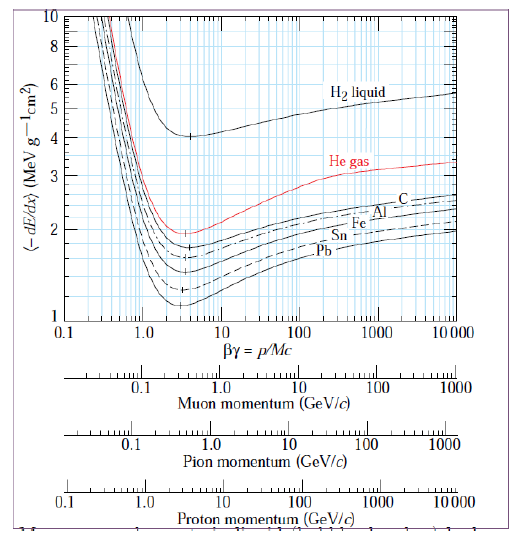 10
8
6
5
4
3
2
1
⟨–dE/dx⟩ (MeV g⁻¹cm²)
H₂ liquid
He gas
C
Al
Fe
Sn
Pb
0.1 1.0 10 100 1000 10 000
βγ = p/Mc
0.1 1.0 10 100 1000
Muon momentum (GeV/c)
0.1 1.0 10 100 1000
Pion momentum (GeV/c)
0.1 1.0 10 100 1000 10 000
Proton momentum (GeV/c)